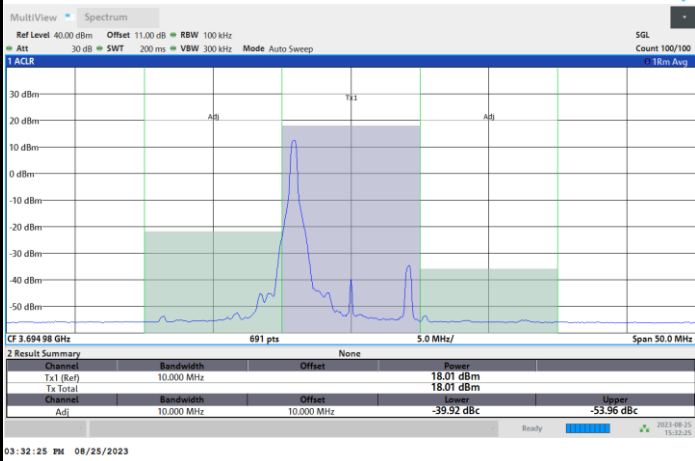 MultiView Spectrum
Ref Level 40.00 dBm Offset 11.00 dB RBW 100 kHz SGL
Att 30 dB SWT 200 ms VBW 300 kHz Mode Auto Sweep Count 100/100
1 ACLR 1Rm Avg
30 dBm
Tx1
20 dBm
Adj Adj
10 dBm
0 dBm
-10 dBm
-20 dBm
-30 dBm
-40 dBm
-50 dBm
CF 3.694 98 GHz 691 pts 5.0 MHz/ Span 50.0 MHz
2 Result Summary None
Channel Bandwidth Offset Power
Tx1 (Ref) 10.000 MHz 18.01 dBm
Tx Total 18.01 dBm
Channel Bandwidth Offset Lower Upper
Adj 10.000 MHz 10.000 MHz -39.92 dBc -53.96 dBc
Ready 2023-08-25
15:32:25
03:32:25 PM 08/25/2023